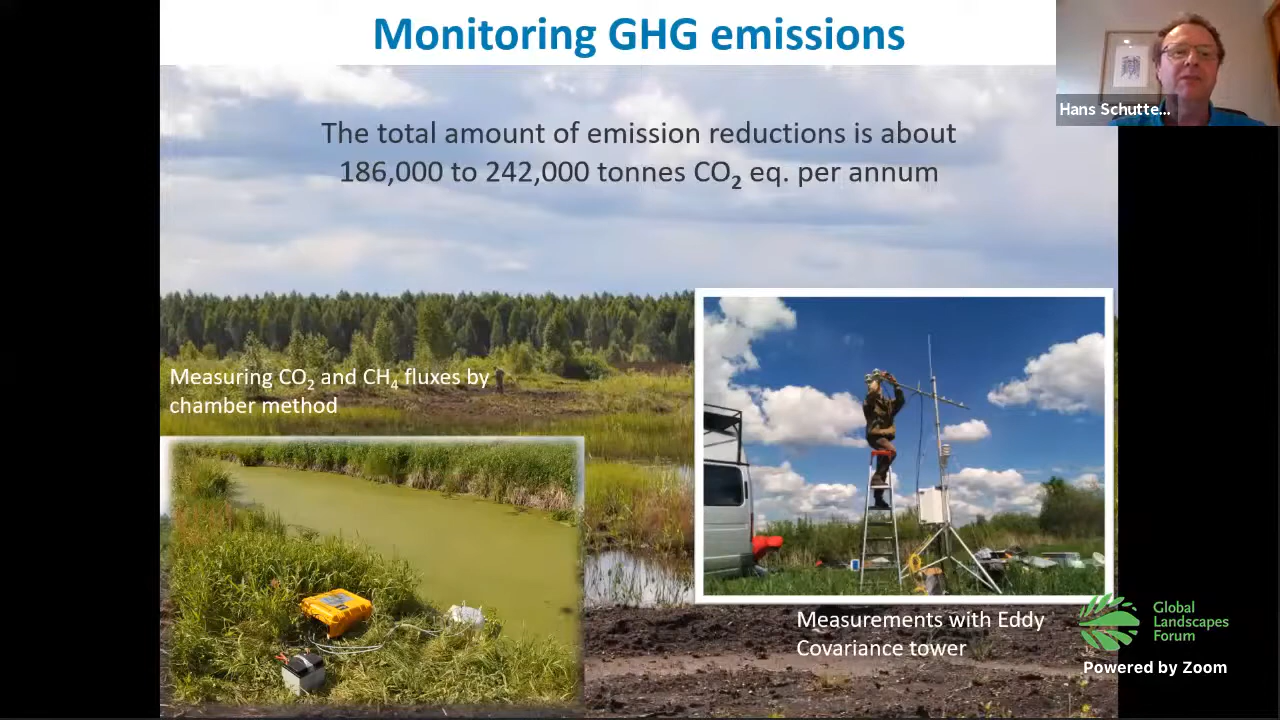 Monitoring GHG emissions
Hans Schutte...
The total amount of emission reductions is about
186,000 to 242,000 tonnes CO₂ eq. per annum
Measuring CO₂ and CH₄ fluxes by
chamber method
Measurements with Eddy
Covariance tower
Global
Landscapes
Forum
Powered by Zoom